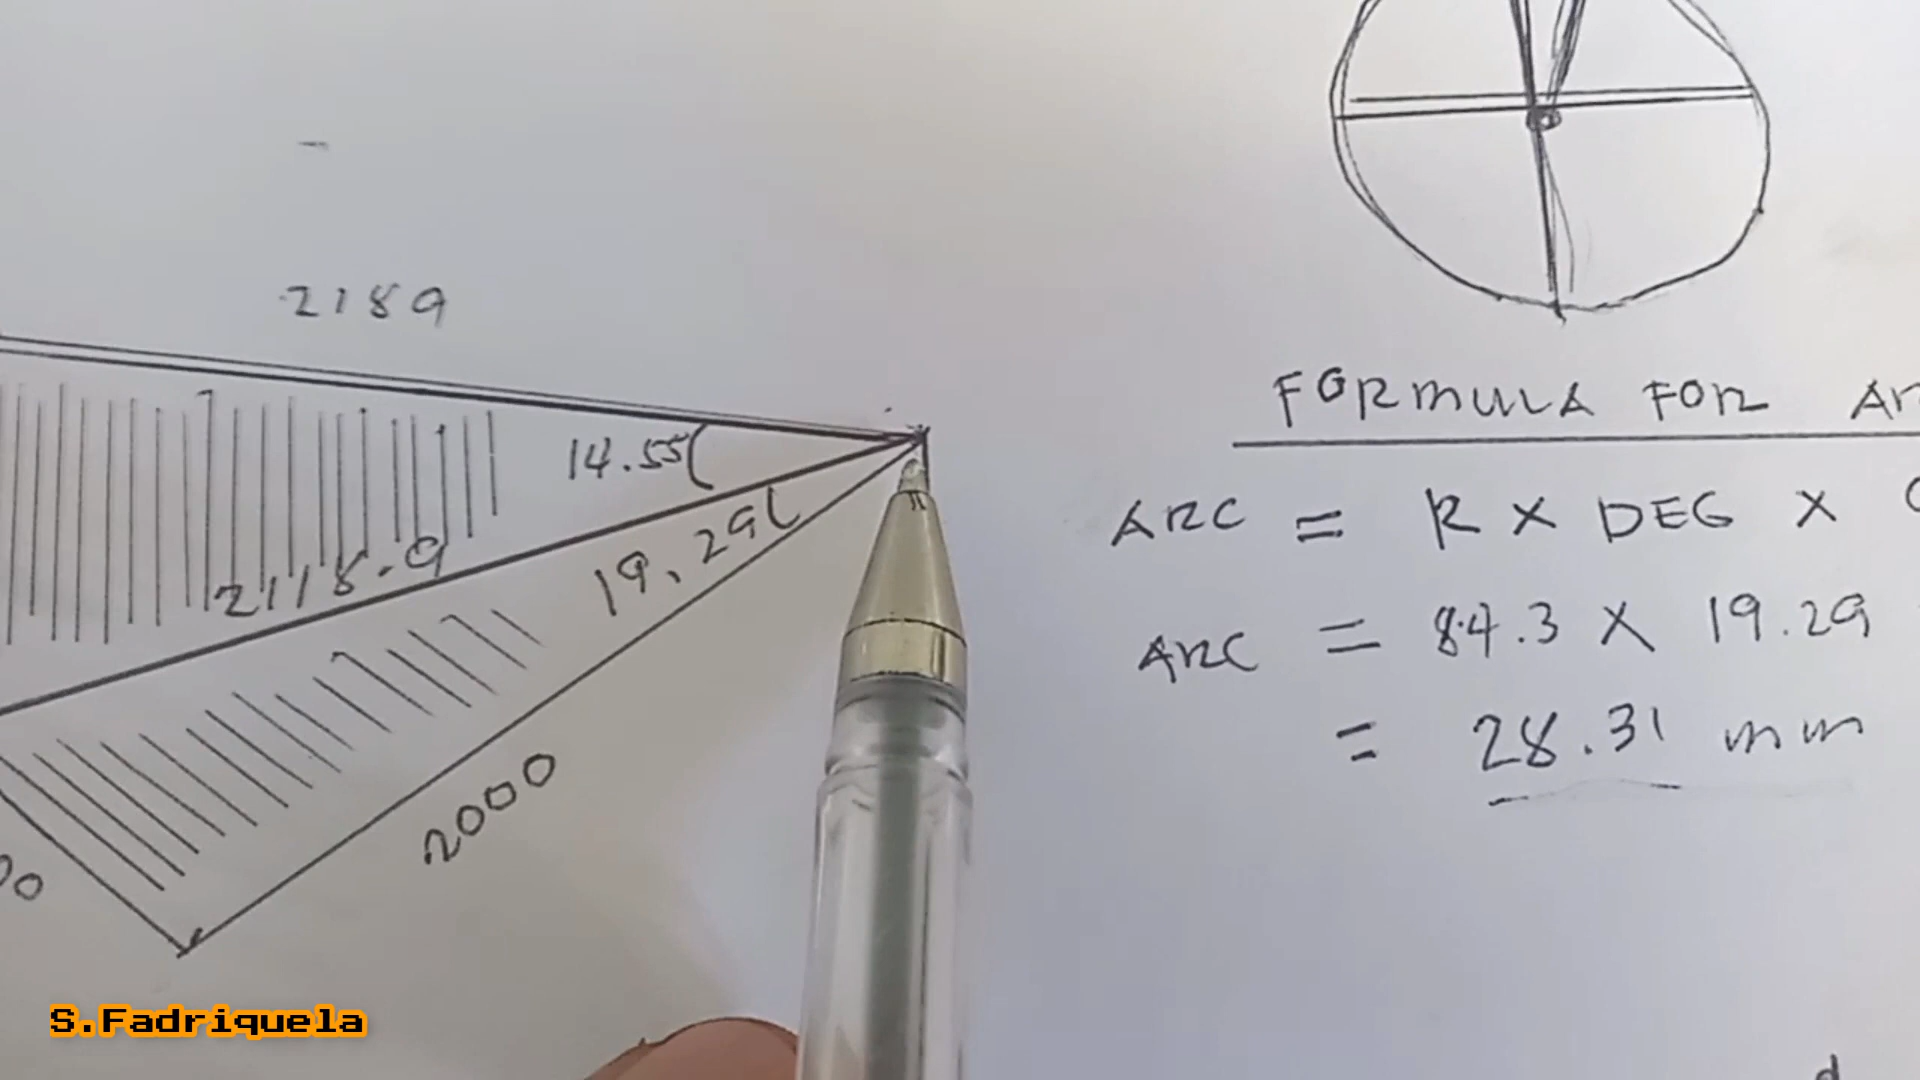 2189
14.55
2118.9
19.29
2000
FORMULA FOR
ARC = R X DEG X
ARC = 84.3 X 19.29
= 28.31 mm
S.Fadriquela